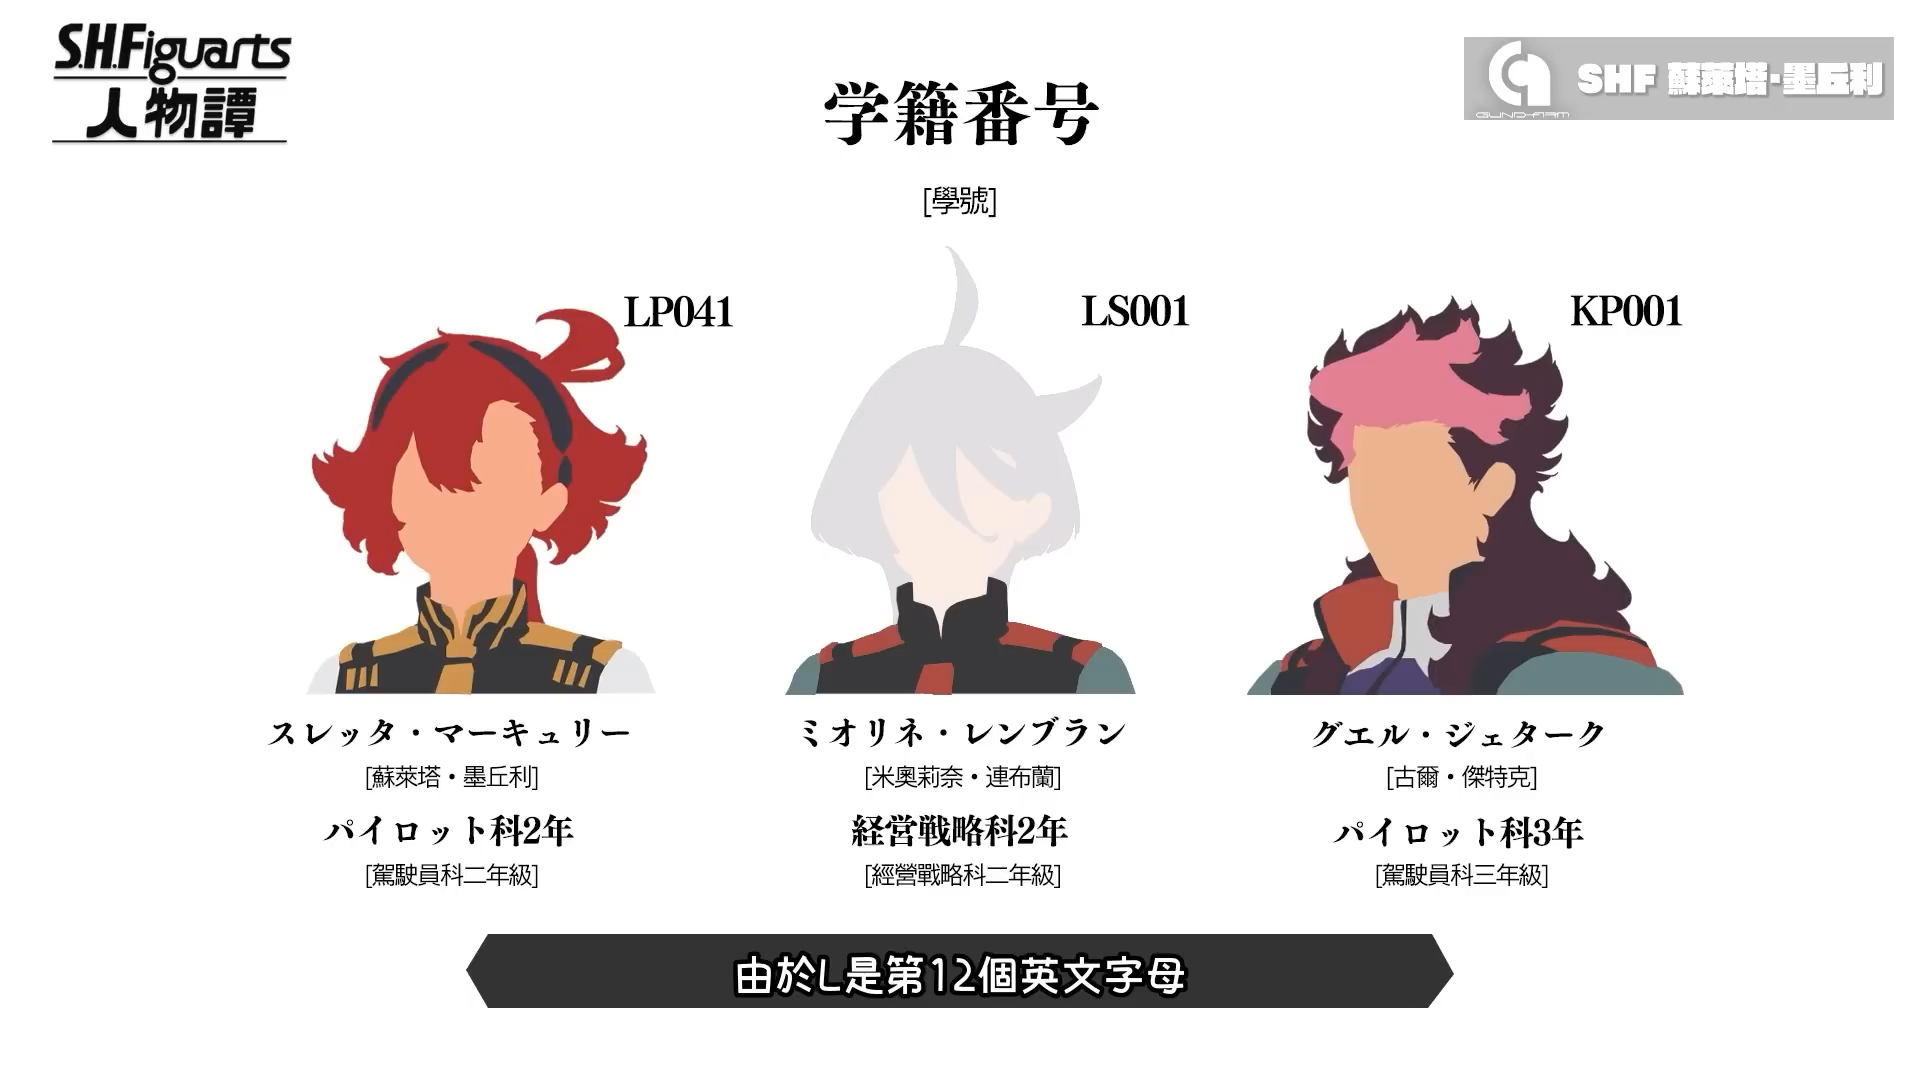 S.H.Figuarts
人物譚
GUND-ARM
SHF 蘇萊塔·墨丘利
学籍番号
[學號]
LP041
LS001
KP001
スレッタ・マーキュリー
[蘇萊塔・墨丘利]
パイロット科2年
[駕駛員科二年級]
ミオリネ・レンブラン
[米奧莉奈・連布蘭]
経営戦略科2年
[經營戰略科二年級]
グエル・ジェターク
[古爾・傑特克]
パイロット科3年
[駕駛員科三年級]
由於L是第12個英文字母